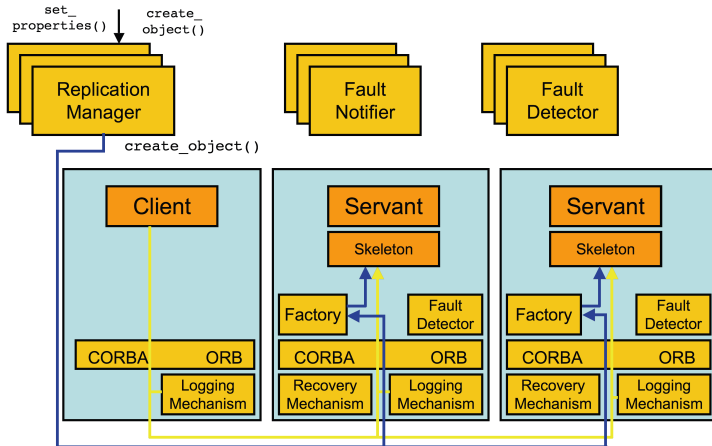 set_
properties()
create_
object()
Replication
Manager
Fault
Notifier
Fault
Detector
create_object()
Client
Servant
Servant
Skeleton
Skeleton
Factory
Fault
Detector
Factory
Fault
Detector
CORBA ORB
CORBA ORB
CORBA ORB
Logging
Mechanism
Recovery
Mechanism
Logging
Mechanism
Recovery
Mechanism
Logging
Mechanism